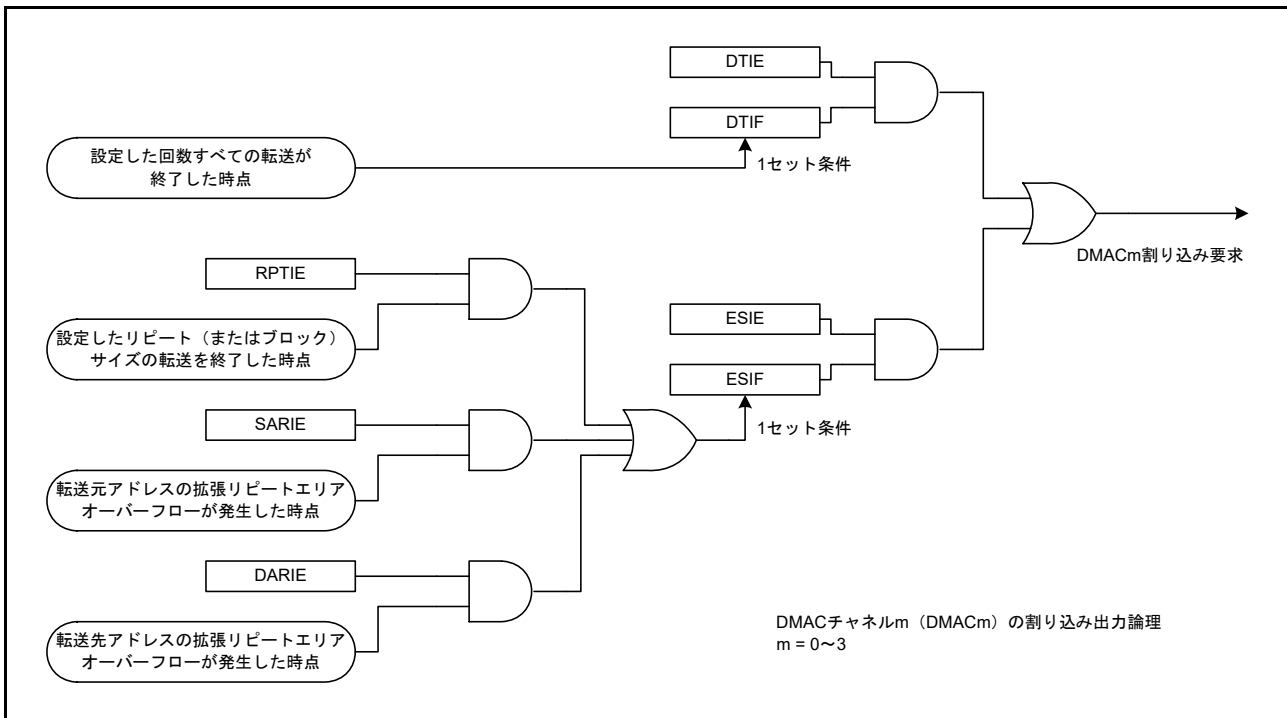 DTIE
DTIF
設定した回数すべての転送が
終了した時点
1セット条件
DMACm割り込み要求
RPTIE
設定したリピート（またはブロック）
サイズの転送を終了した時点
ESIE
ESIF
1セット条件
SARIE
転送元アドレスの拡張リピートエリア
オーバーフローが発生した時点
DARIE
転送先アドレスの拡張リピートエリア
オーバーフローが発生した時点
DMACチャネルm（DMACm）の割り込み出力論理
m = 0～3